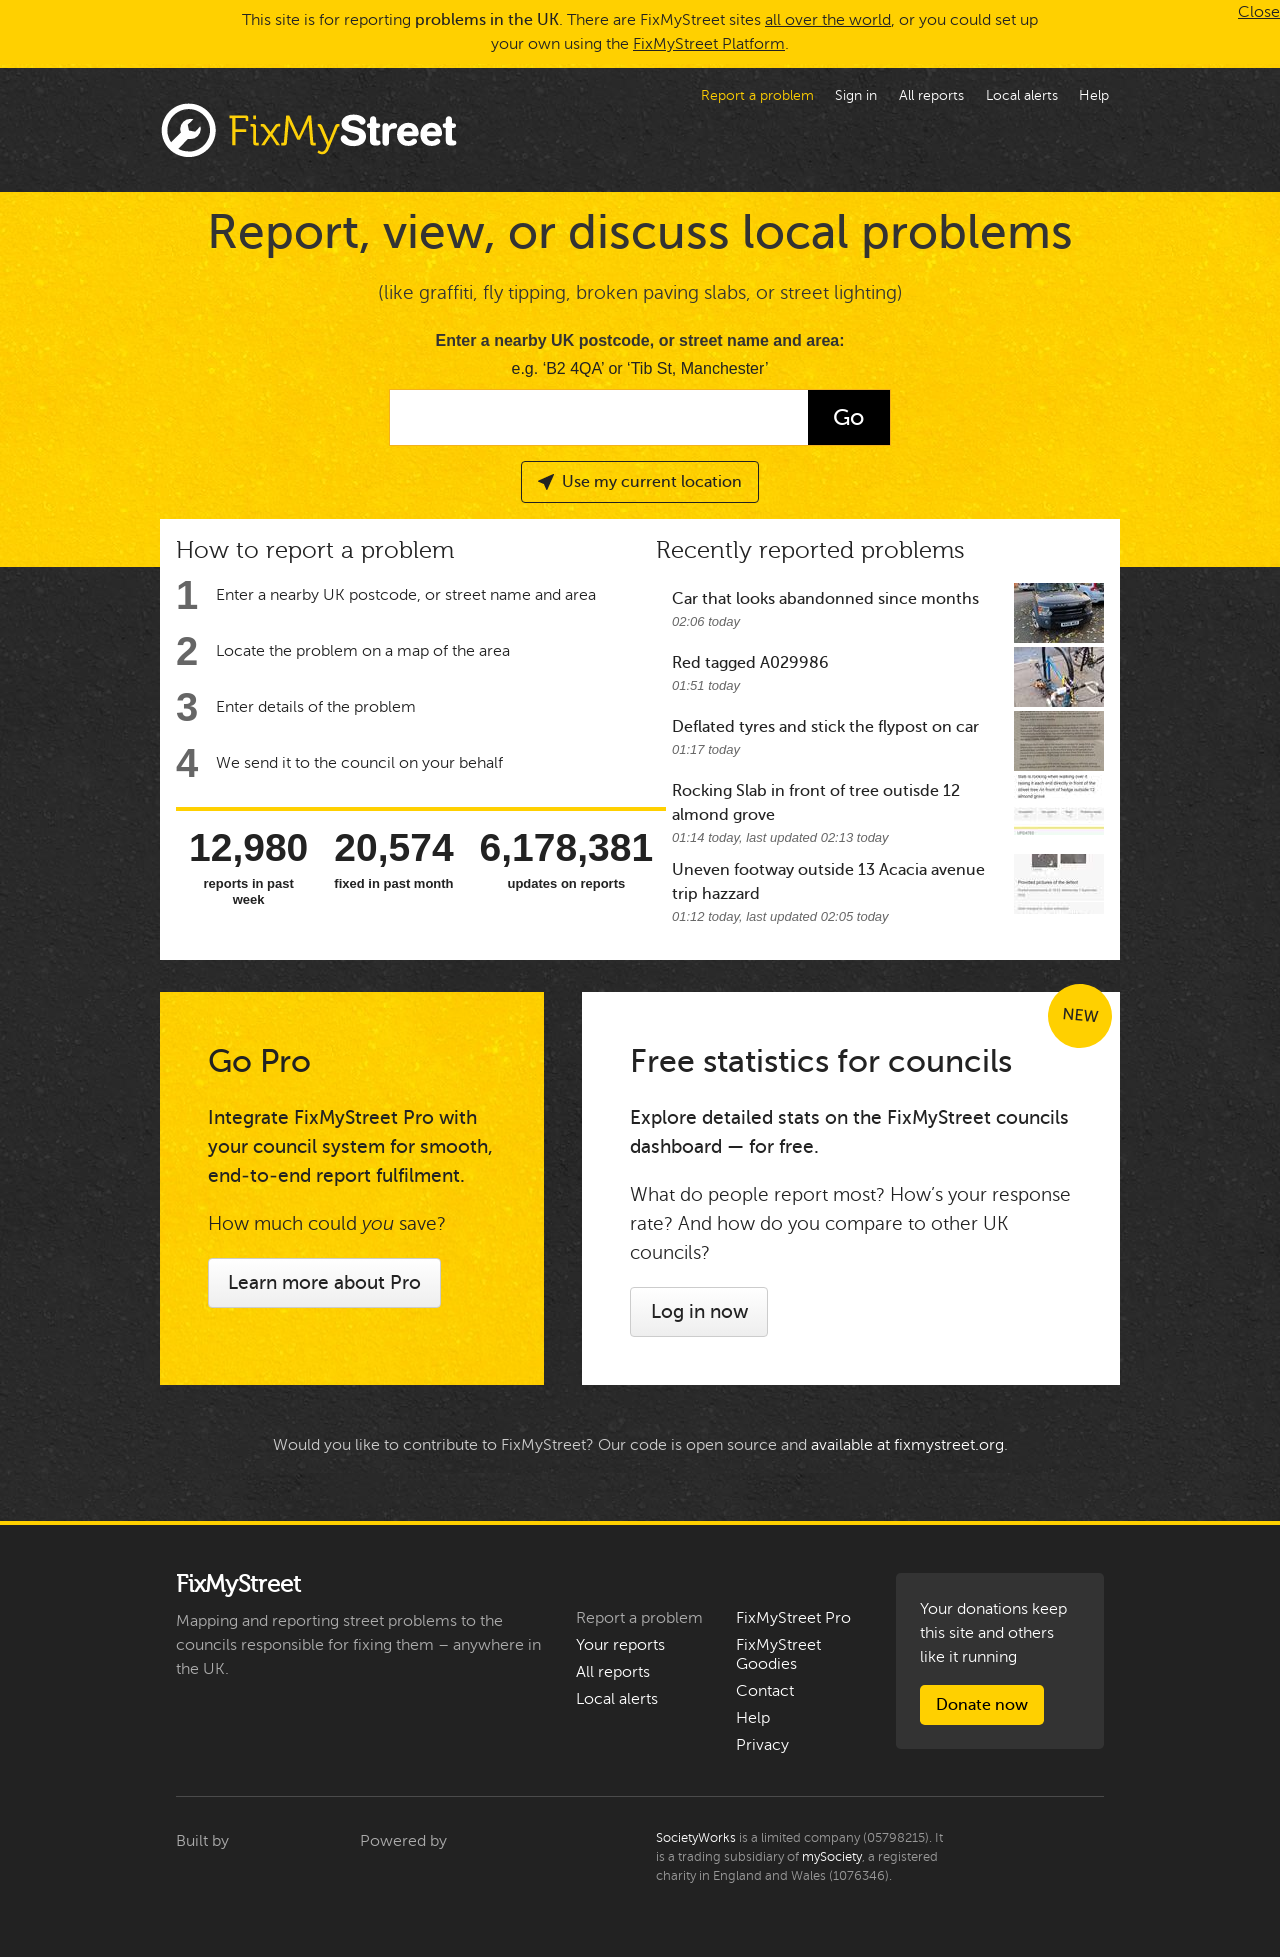 This site is for reporting problems in the UK. There are FixMyStreet sites all over the world, or you could set up
your own using the FixMyStreet Platform.
Close
Report a problem Sign in All reports Local alerts Help
FixMyStreet
Report, view, or discuss local problems
(like graffiti, fly tipping, broken paving slabs, or street lighting)
Enter a nearby UK postcode, or street name and area:
e.g. ‘B2 4QA’ or ‘Tib St, Manchester’
Go
Use my current location
How to report a problem
1 Enter a nearby UK postcode, or street name and area
2 Locate the problem on a map of the area
3 Enter details of the problem
4 We send it to the council on your behalf
12,980 20,574 6,178,381
reports in past fixed in past month updates on reports
week
Recently reported problems
Car that looks abandonned since months
02:06 today
Red tagged A029986
01:51 today
Deflated tyres and stick the flypost on car
01:17 today
Rocking Slab in front of tree outisde 12
almond grove
01:14 today, last updated 02:13 today
Uneven footway outside 13 Acacia avenue
trip hazzard
01:12 today, last updated 02:05 today
Go Pro
Integrate FixMyStreet Pro with
your council system for smooth,
end-to-end report fulfilment.
How much could you save?
Learn more about Pro
NEW
Free statistics for councils
Explore detailed stats on the FixMyStreet councils
dashboard — for free.
What do people report most? How’s your response
rate? And how do you compare to other UK
councils?
Log in now
Would you like to contribute to FixMyStreet? Our code is open source and available at fixmystreet.org.
FixMyStreet
Mapping and reporting street problems to the
councils responsible for fixing them – anywhere in
the UK.
Report a problem
Your reports
All reports
Local alerts
FixMyStreet Pro
FixMyStreet
Goodies
Contact
Help
Privacy
Your donations keep
this site and others
like it running
Donate now
Built by
Powered by
SocietyWorks is a limited company (05798215). It
is a trading subsidiary of mySociety, a registered
charity in England and Wales (1076346).